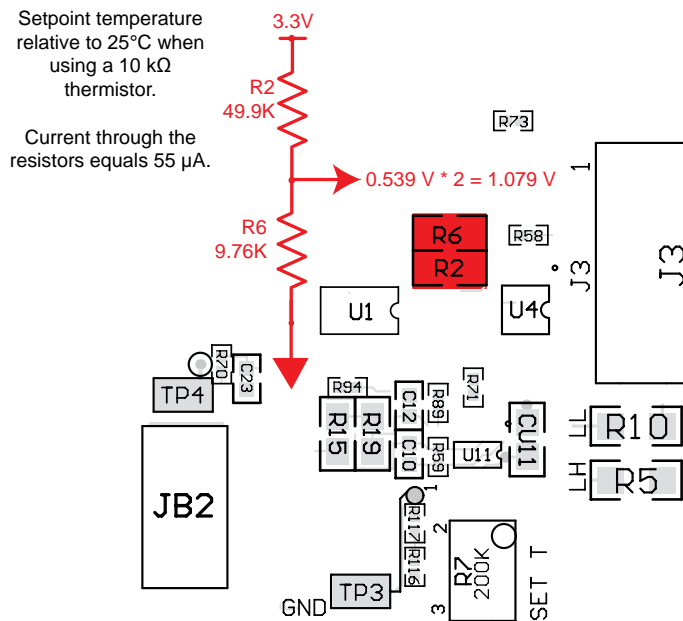 Setpoint temperature
relative to 25°C when
using a 10 kΩ
thermistor.
Current through the
resistors equals 55 µA.
3.3V
R2
49.9K
0.539 V * 2 = 1.079 V
R6
9.76K
R73
1
R6
R58
R2
J3
J3
U1
U4
R70
C23
TP4
R94
R15
R19
C12
R89
R71
C10
R59
U11
CU11
LL
R10
LH
R5
JB2
1
R117
R116
2
R7
200K
3
SET T
TP3
GND